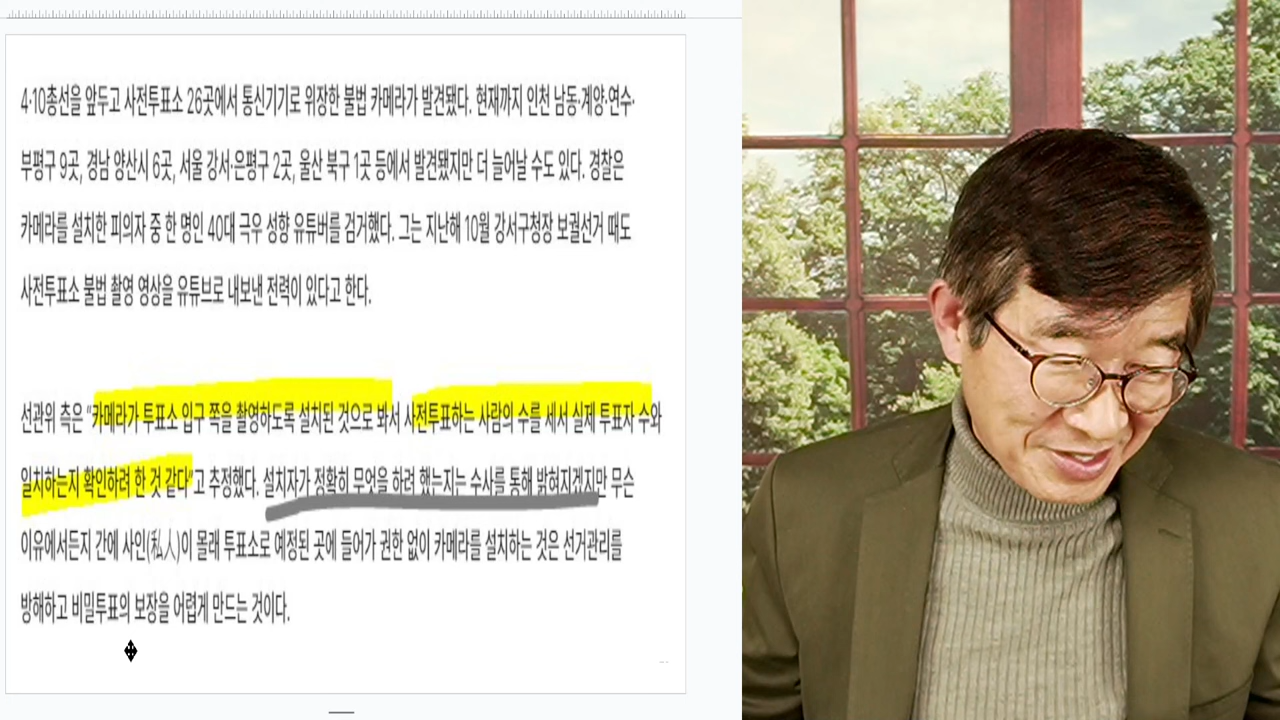 4·10총선을 앞두고 사전투표소 26곳에서 통신기기로 위장한 불법 카메라가 발견됐다. 현재까지 인천 남동·계양·연수·
부평구 9곳, 경남 양산시 6곳, 서울 강서·은평구 2곳, 울산 북구 1곳 등에서 발견됐지만 더 늘어날 수도 있다. 경찰은
카메라를 설치한 피의자 중 한 명인 40대 극우 성향 유튜버를 검거했다. 그는 지난해 10월 강서구청장 보궐선거 때도
사전투표소 불법 촬영 영상을 유튜브로 내보낸 전력이 있다고 한다.
선관위 측은 “카메라가 투표소 입구 쪽을 촬영하도록 설치된 것으로 봐서 사전투표하는 사람의 수를 세서 실제 투표자 수와
일치하는지 확인하려 한 것 같다”고 추정했다. 설치자가 정확히 무엇을 하려 했는지는 수사를 통해 밝혀지겠지만 무슨
이유에서든지 간에 사인(私人)이 몰래 투표소로 예정된 곳에 들어가 권한 없이 카메라를 설치하는 것은 선거관리를
방해하고 비밀투표의 보장을 어렵게 만드는 것이다.